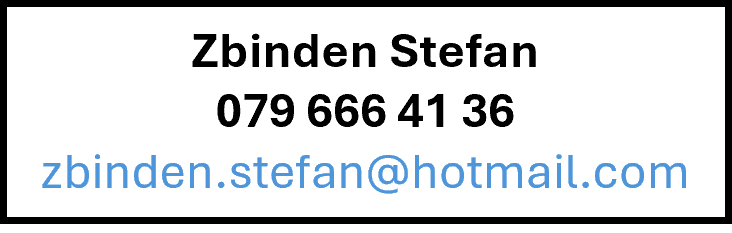 Zbinden Stefan
079 666 41 36
zbinden.stefan@hotmail.com